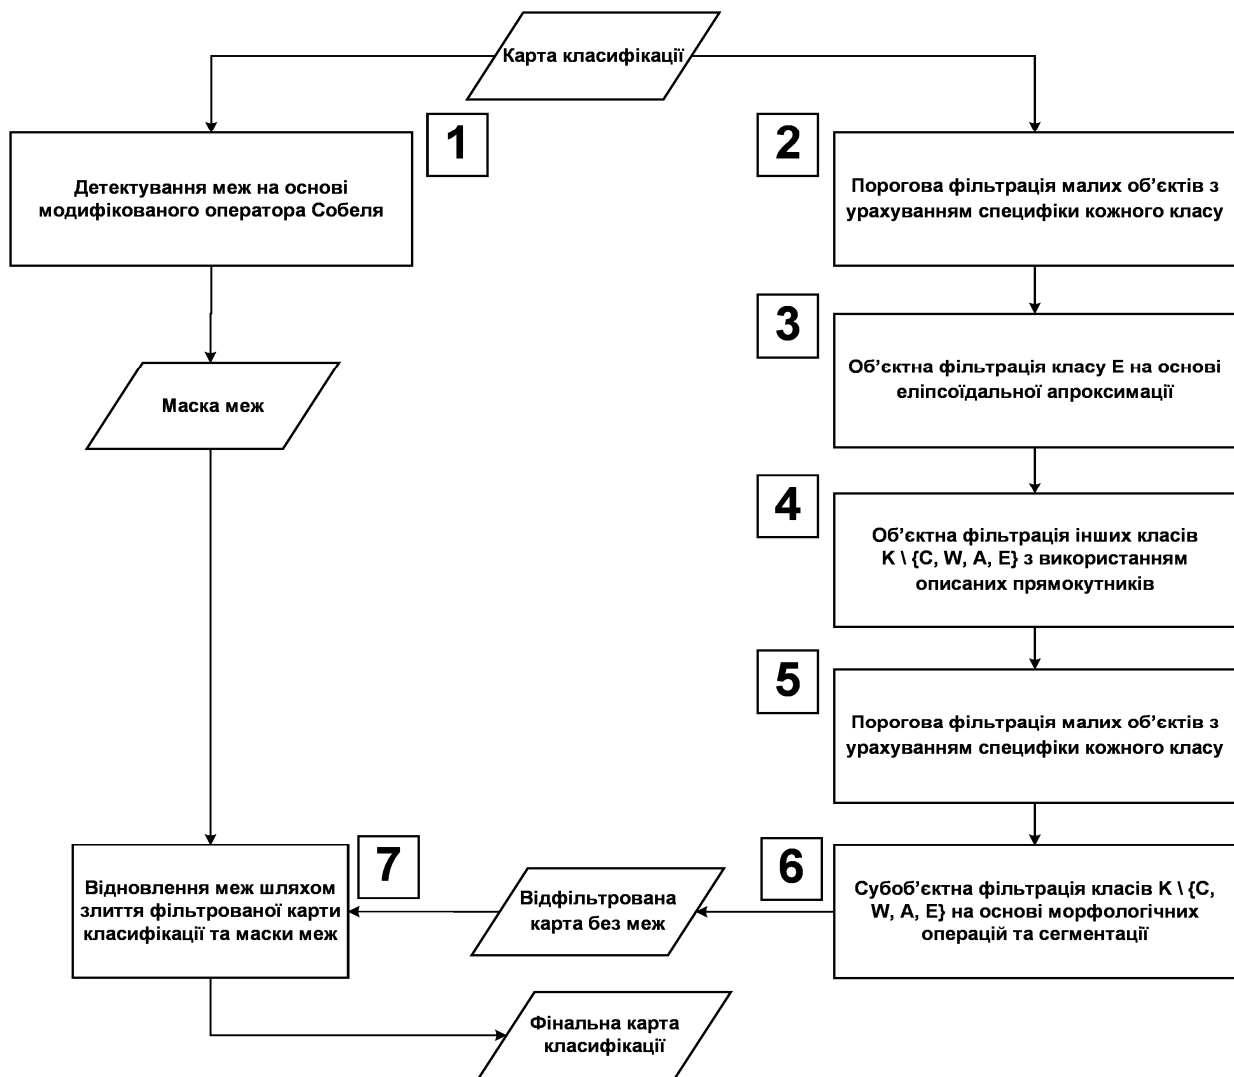 Карта класифікації
1
Детектування меж на основі
модифікованого оператора Собеля
Маска меж
2
Порогова фільтрація малих об’єктів з
урахуванням специфіки кожного класу
3
Об’єктна фільтрація класу Е на основі
еліпсоїдальної апроксимації
4
Об’єктна фільтрація інших класів
K \ {C, W, A, E} з використанням
описаних прямокутників
5
Порогова фільтрація малих об’єктів з
урахуванням специфіки кожного класу
6
Субоб’єктна фільтрація класів K \ {C,
W, A, E} на основі морфологічних
операцій та сегментації
Відфільтрована
карта без меж
7
Відновлення меж шляхом
злиття фільтрованої карти
класифікації та маски меж
Фінальна карта
класифікації